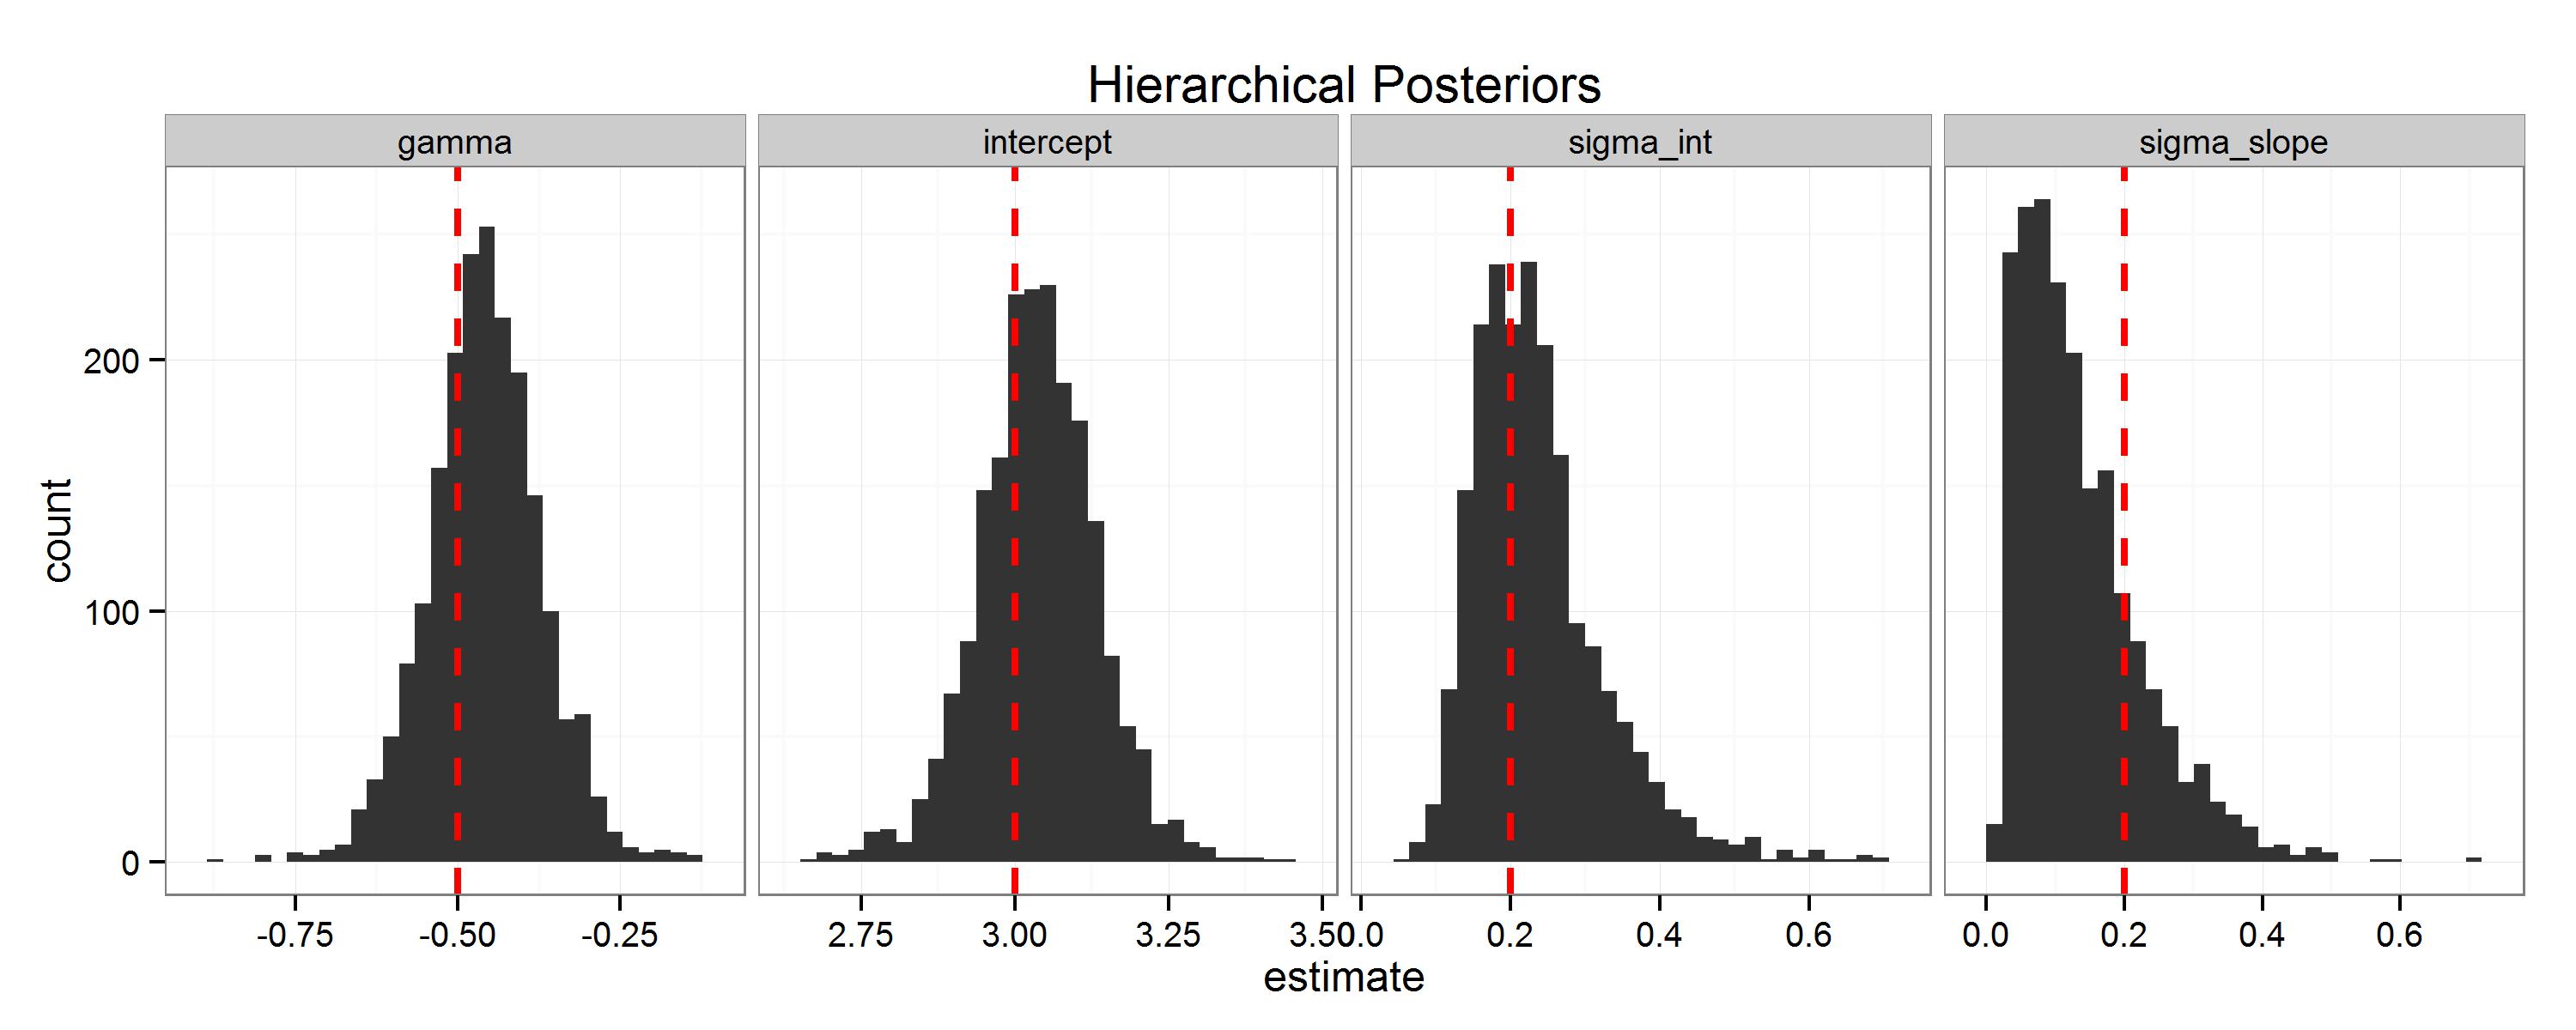 Hierarchical Posteriors
gamma intercept sigma_int sigma_slope
count
200
100
0
-0.75 -0.50 -0.25 2.75 3.00 3.25 3.50 0.0 0.2 0.4 0.6 0.0 0.2 0.4 0.6
estimate